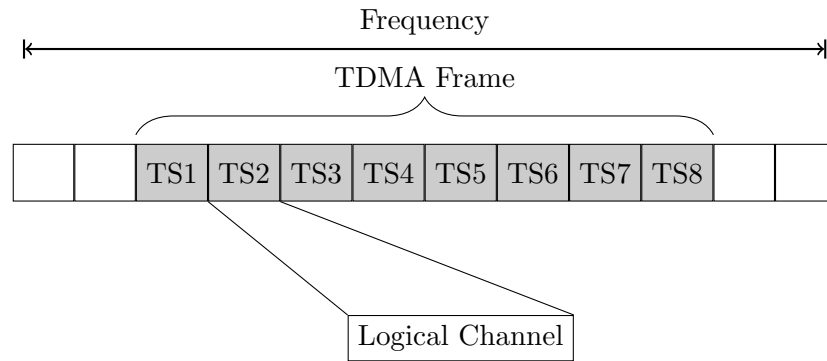 Frequency
TDMA Frame
TS1 TS2 TS3 TS4 TS5 TS6 TS7 TS8
Logical Channel